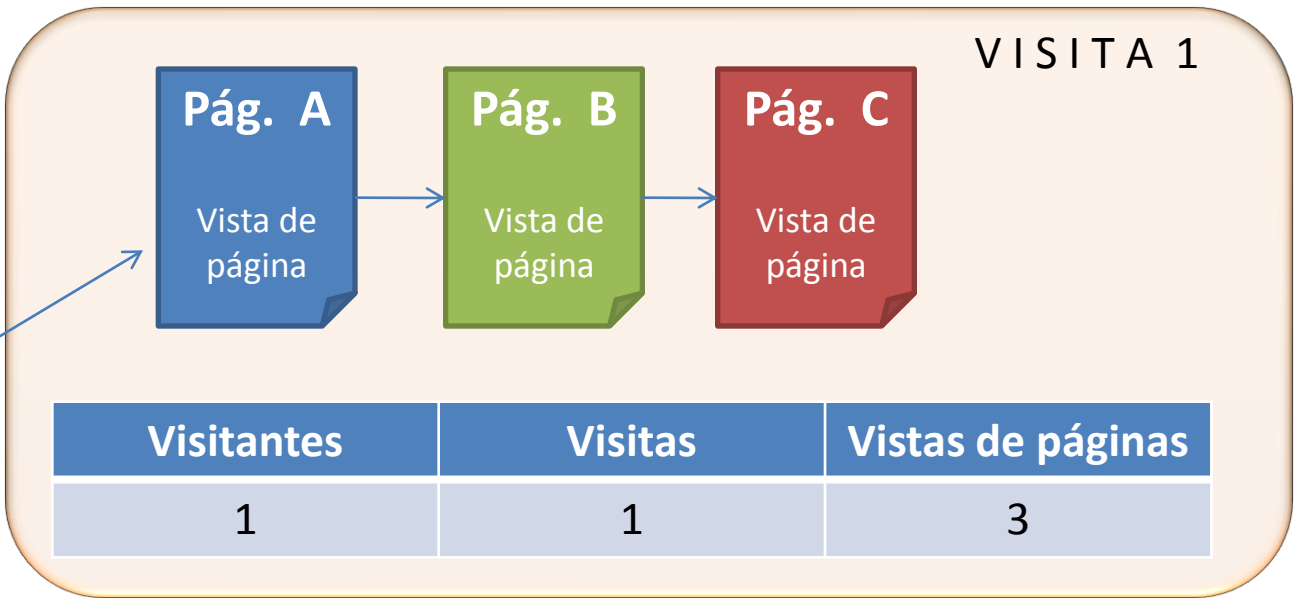 VISITA 1
Pág. A
Vista de
página
Pág. B
Vista de
página
Pág. C
Vista de
página
Visitantes Visitas Vistas de páginas
1 1 3